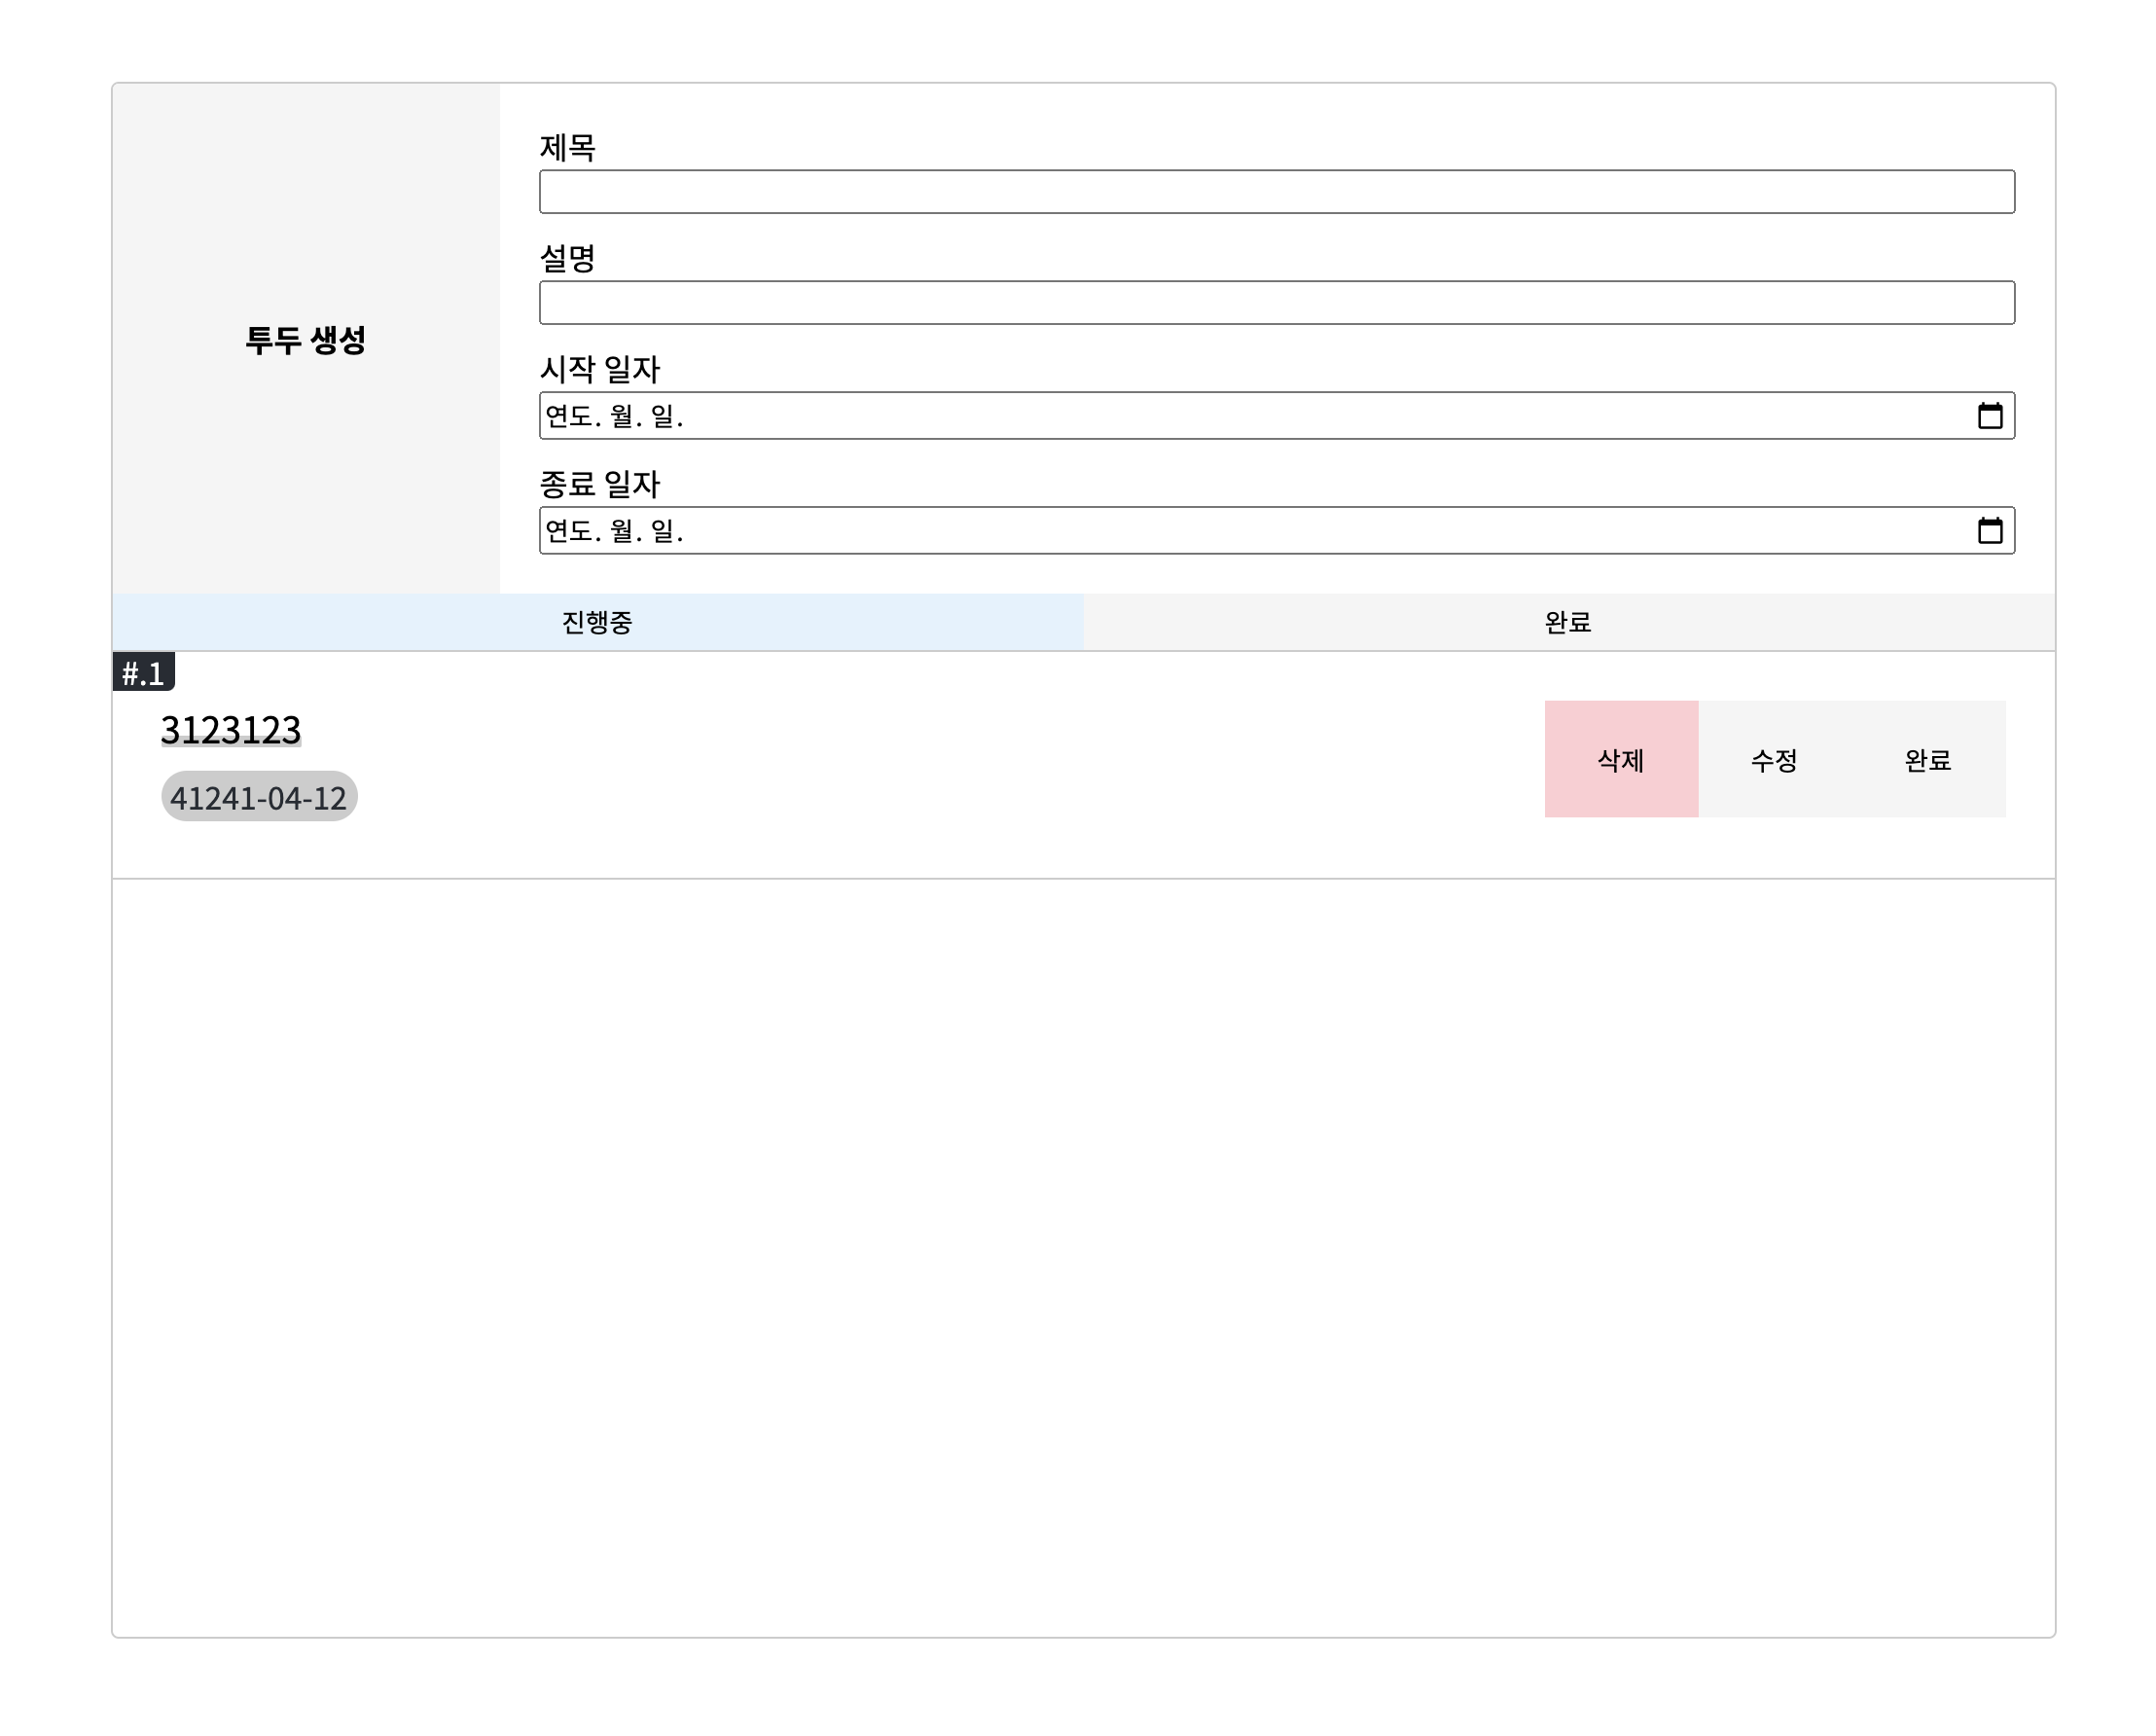 투두 생성
제목
설명
시작 일자
연도. 월. 일.
종료 일자
연도. 월. 일.
진행중 완료
#.1
3123123
41241-04-12
삭제 수정 완료